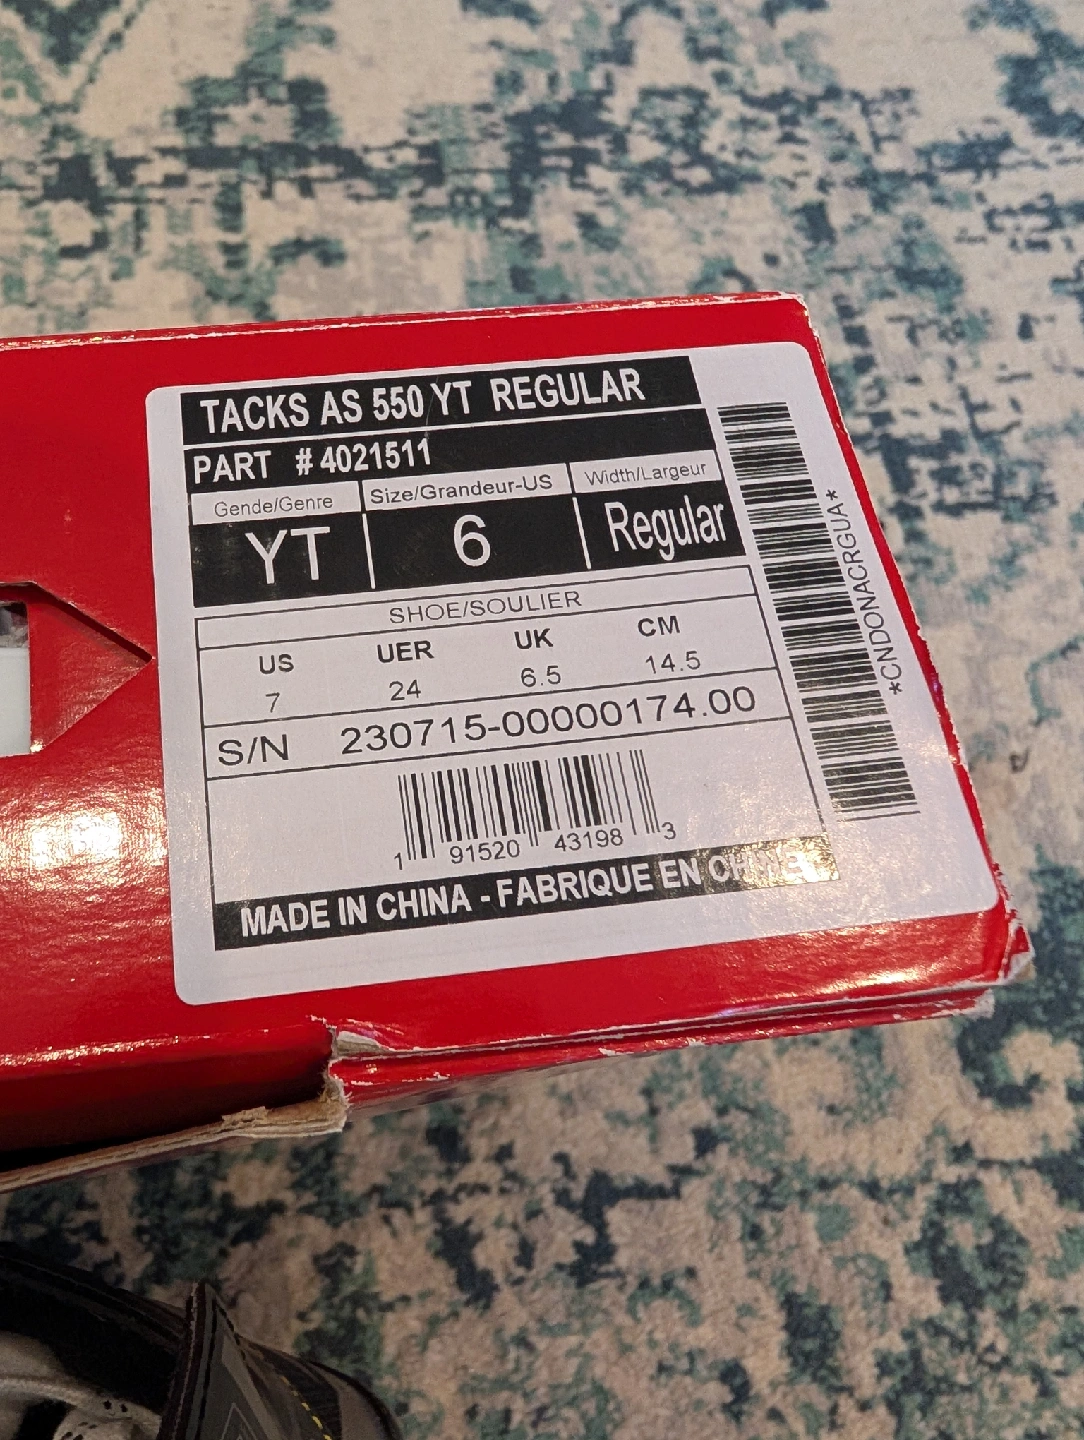 TACKS AS 550 YT REGULAR
PART # 4021511
Gende/Genre Size/Grandeur-US Width/Largeur
YT 6 Regular
SHOE/SOULIER
US UER UK CM
7 24 6.5 14.5
S/N 230715-00000174.00
1 91520 43198 3
MADE IN CHINA - FABRIQUE EN CHINE
*CNDONACRGUA*